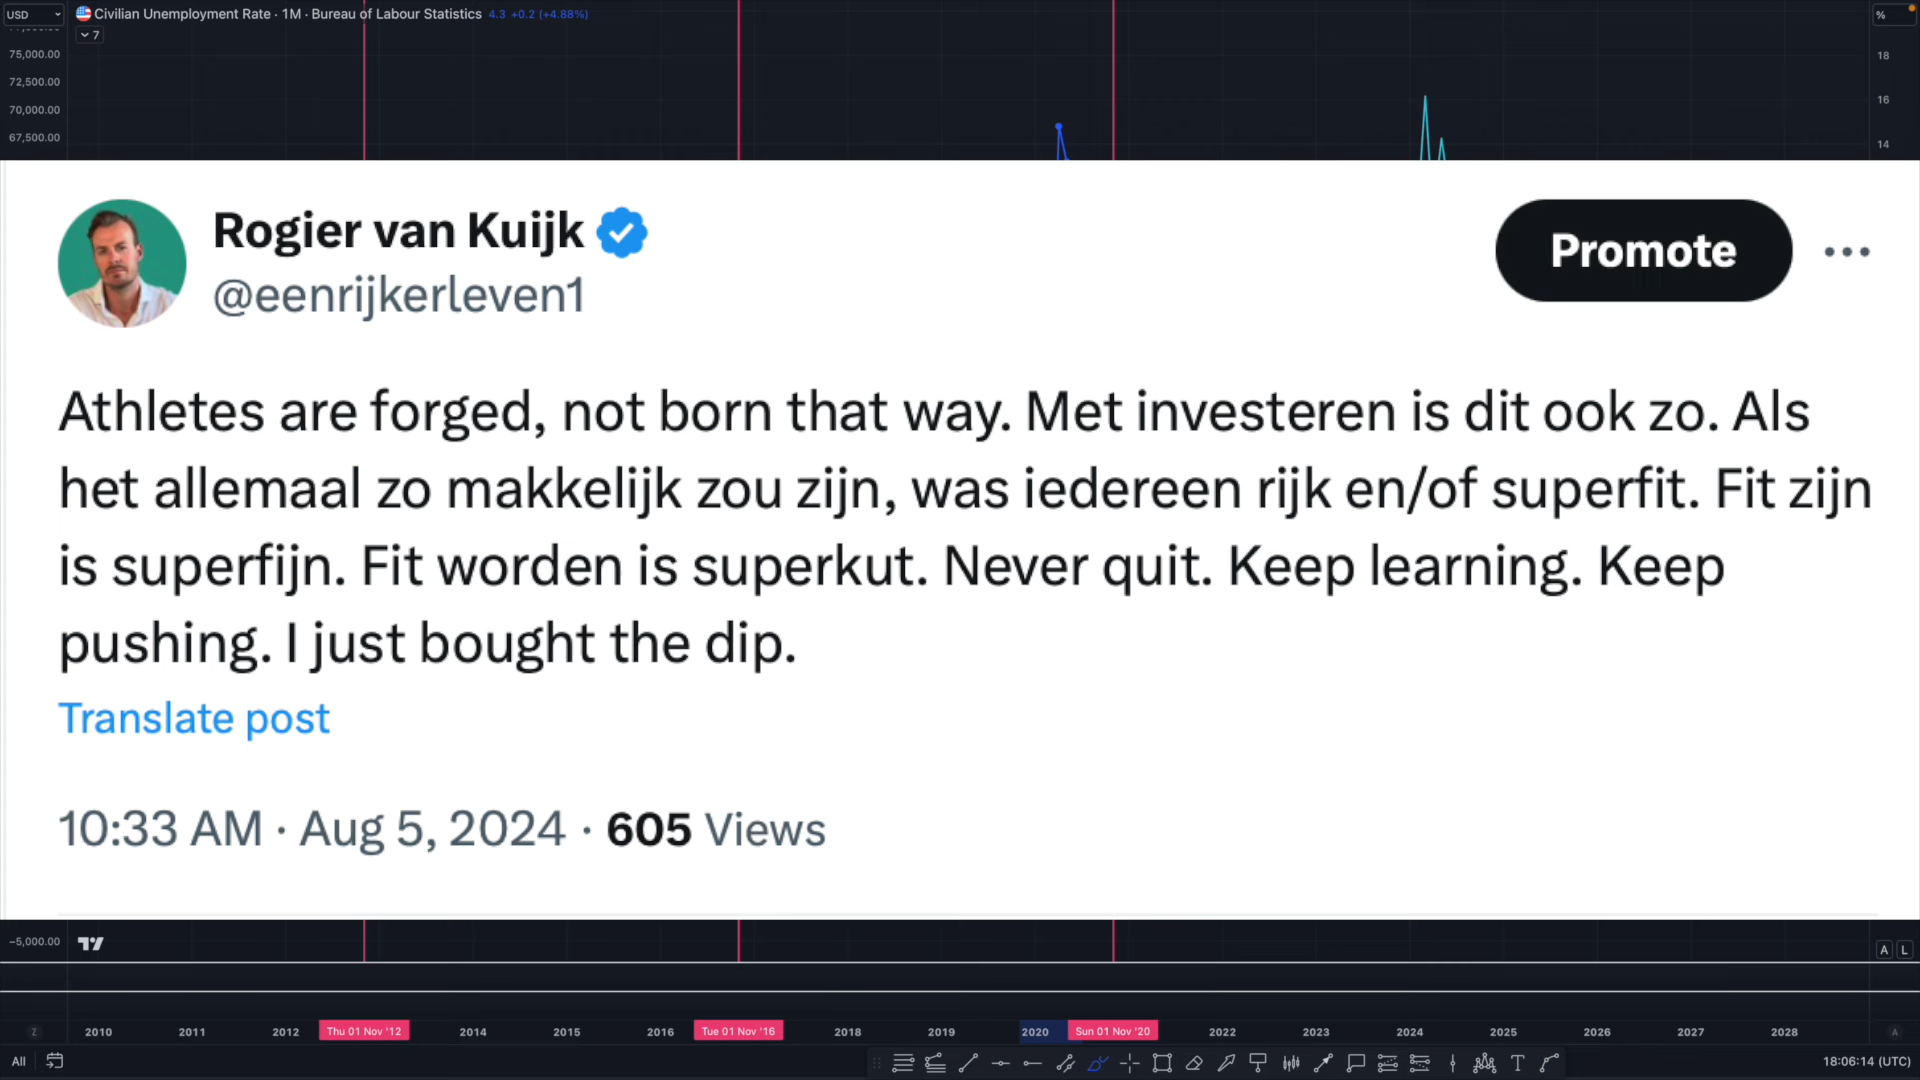 USD
Civilian Unemployment Rate · 1M · Bureau of Labour Statistics 4.3 +0.2 (+4.88%)
%
7
75,000.00
18
72,500.00
70,000.00
16
67,500.00
14
Rogier van Kuijk
@eenrijkerleven1
Promote
Athletes are forged, not born that way. Met investeren is dit ook zo. Als
het allemaal zo makkelijk zou zijn, was iedereen rijk en/of superfit. Fit zijn
is superfijn. Fit worden is superkut. Never quit. Keep learning. Keep
pushing. I just bought the dip.
Translate post
10:33 AM · Aug 5, 2024 · 605 Views
−5,000.00
A L
Z 2010 2011 2012 Thu 01 Nov '12 2014 2015 2016 Tue 01 Nov '16 2018 2019 2020 Sun 01 Nov '20 2022 2023 2024 2025 2026 2027 2028 A
All
18:06:14 (UTC)